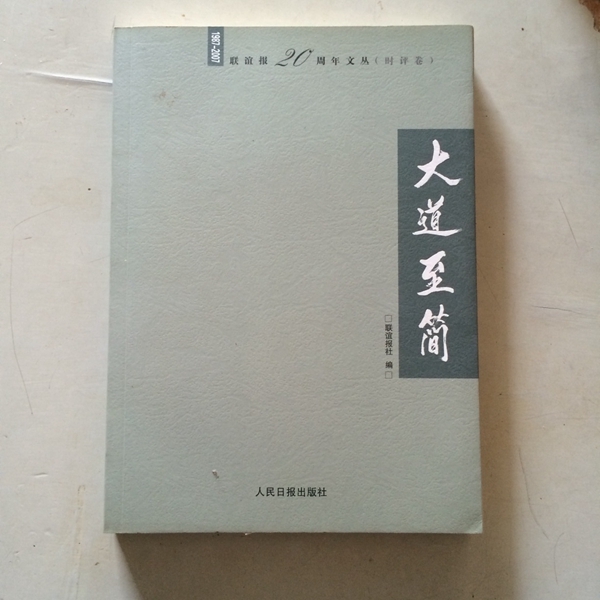 1987-2007
联谊报20周年文丛（时评卷）
大道至简
□联谊报社 编□
人民日报出版社